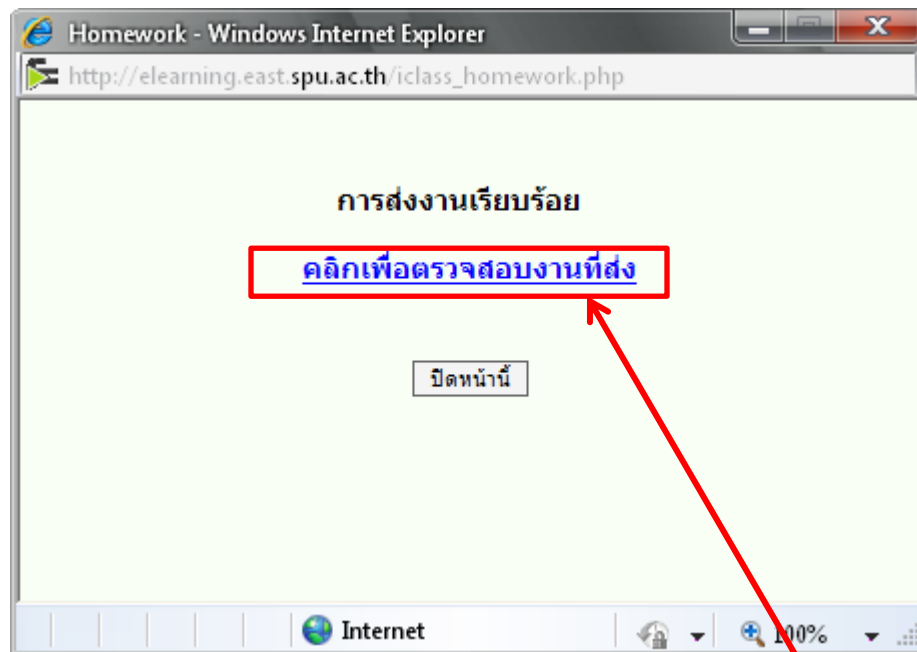 Homework - Windows Internet Explorer
http://elearning.east.spu.ac.th/iclass_homework.php
การส่งงานเรียบร้อย
คลิกเพื่อตรวจสอบงานที่ส่ง
ปิดหน้านี้
Internet
100%